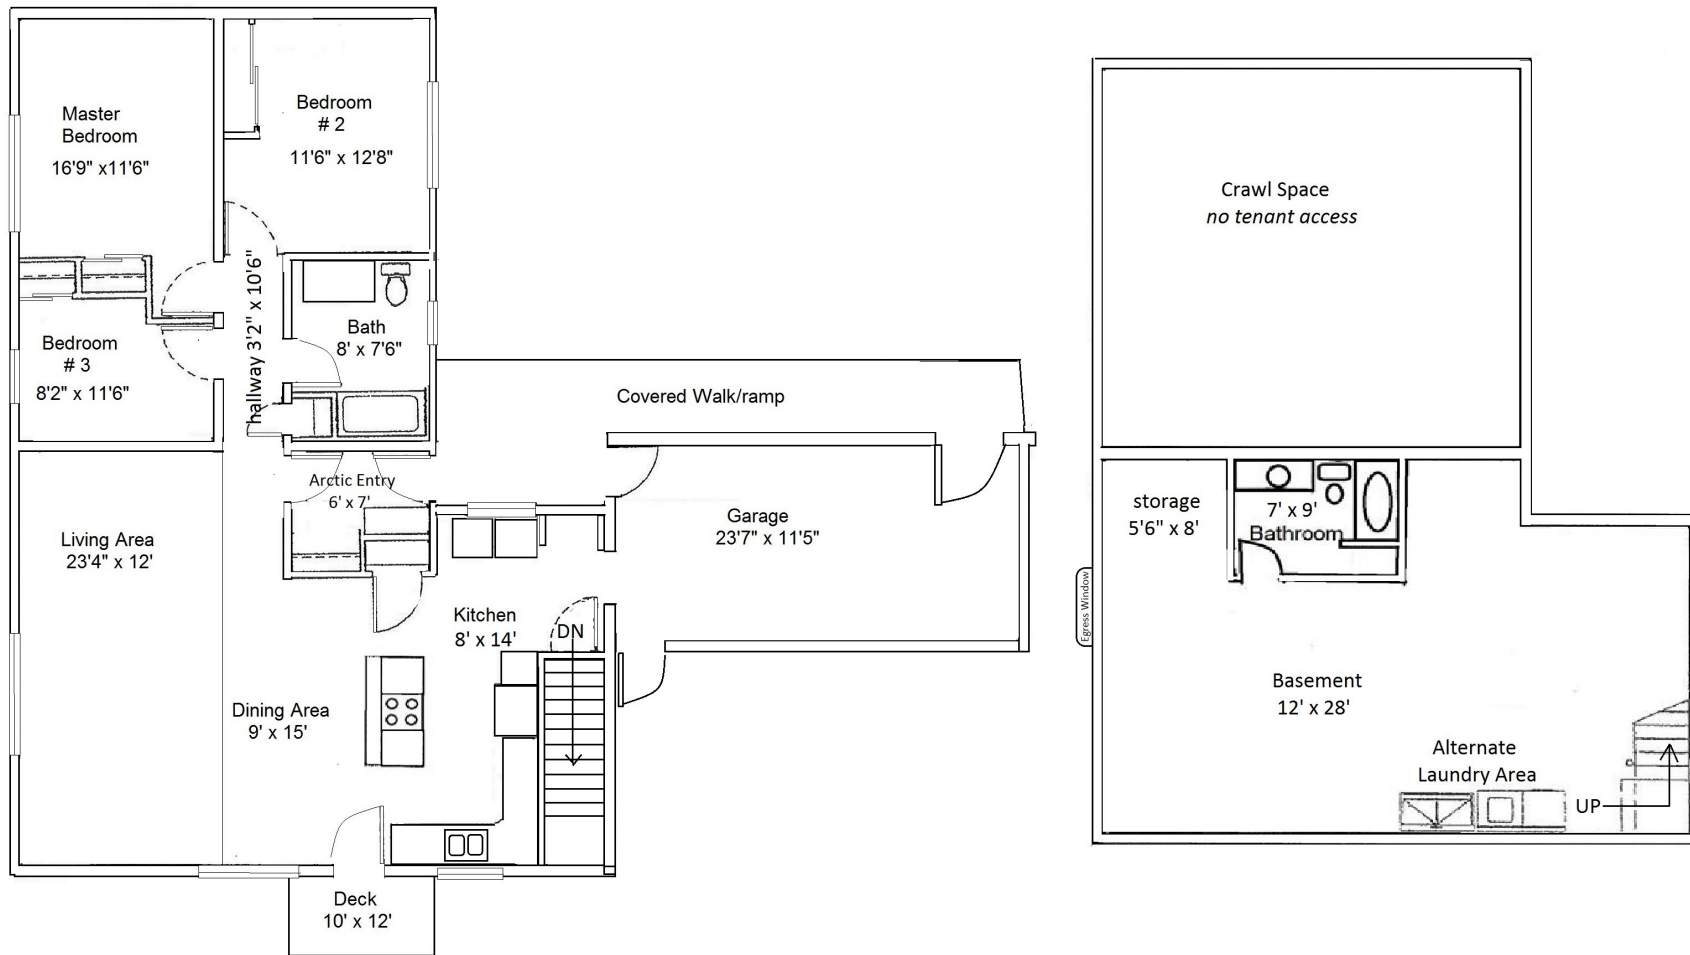 Master
Bedroom
16'9" x11'6"
Bedroom
# 2
11'6" x 12'8"
hallway 3'2" x 10'6"
Bath
8' x 7'6"
Bedroom
# 3
8'2" x 11'6"
Covered Walk/ramp
Arctic Entry
6' x 7'
Living Area
23'4" x 12'
Garage
23'7" x 11'5"
Kitchen
8' x 14'
DN
Dining Area
9' x 15'
Deck
10' x 12'
Crawl Space
no tenant access
storage
5'6" x 8'
7' x 9'
Bathroom
Egress Window
Basement
12' x 28'
Alternate
Laundry Area
UP